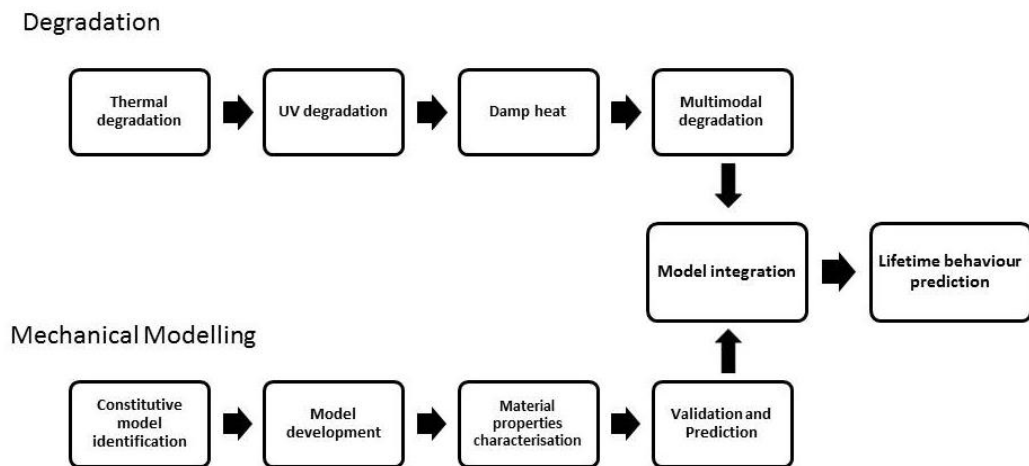 Degradation
Thermal
degradation
UV degradation
Damp heat
Multimodal
degradation
Model integration
Lifetime behaviour
prediction
Mechanical Modelling
Constitutive
model
identification
Model
development
Material
properties
characterisation
Validation and
Prediction